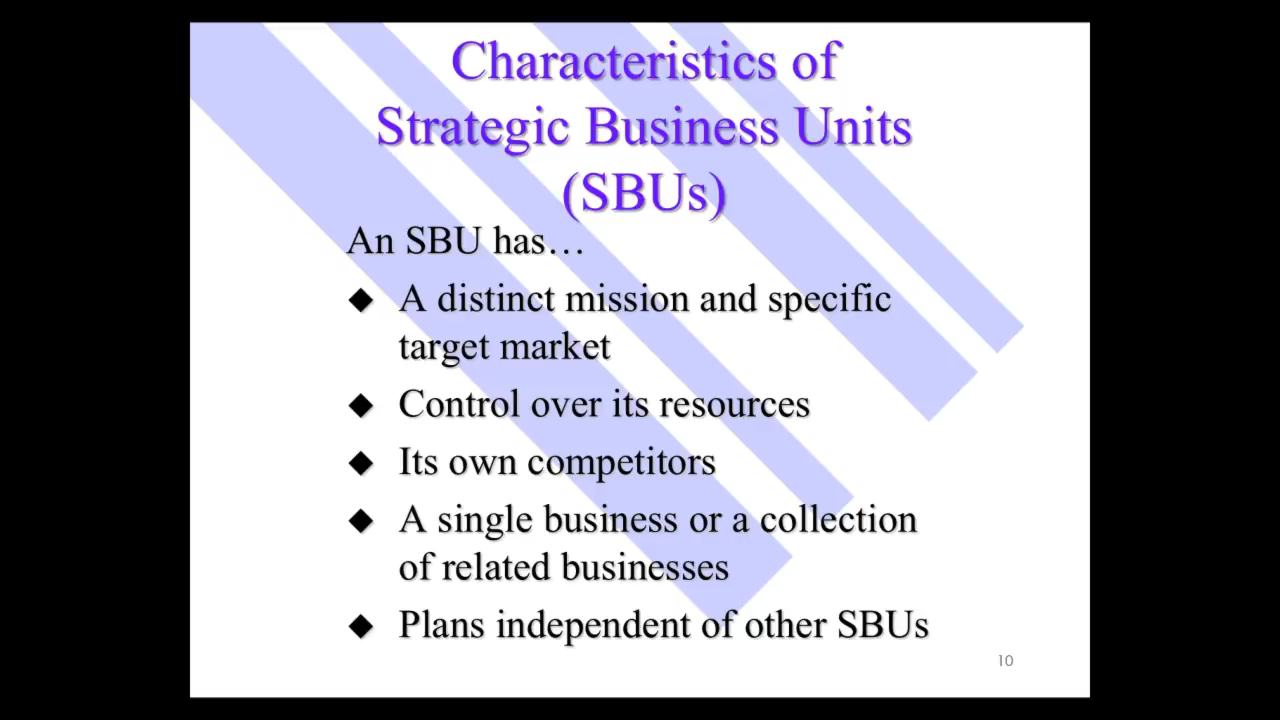 Characteristics of
Strategic Business Units
(SBUs)
An SBU has…
◆ A distinct mission and specific
target market
◆ Control over its resources
◆ Its own competitors
◆ A single business or a collection
of related businesses
◆ Plans independent of other SBUs
10